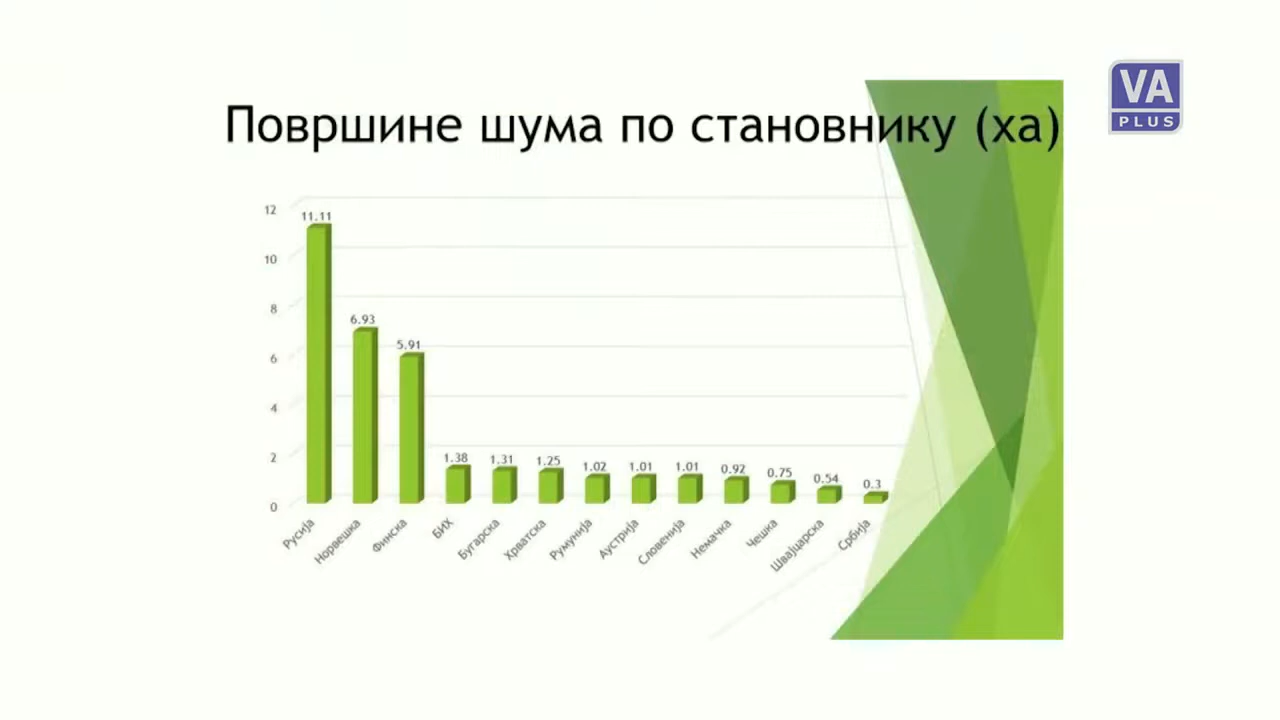 VA
PLUS
Површине шума по становнику (ха)
12
10
8
6
4
2
0
11.11
6.93
5.91
1.38
1.31
1.25
1.02
1.01
1.01
0.92
0.75
0.54
0.3
Русија
Норвешка
Финска
БИХ
Бугарска
Хрватска
Румунија
Аустрија
Словенија
Немачка
Чешка
Швајцарска
Србија